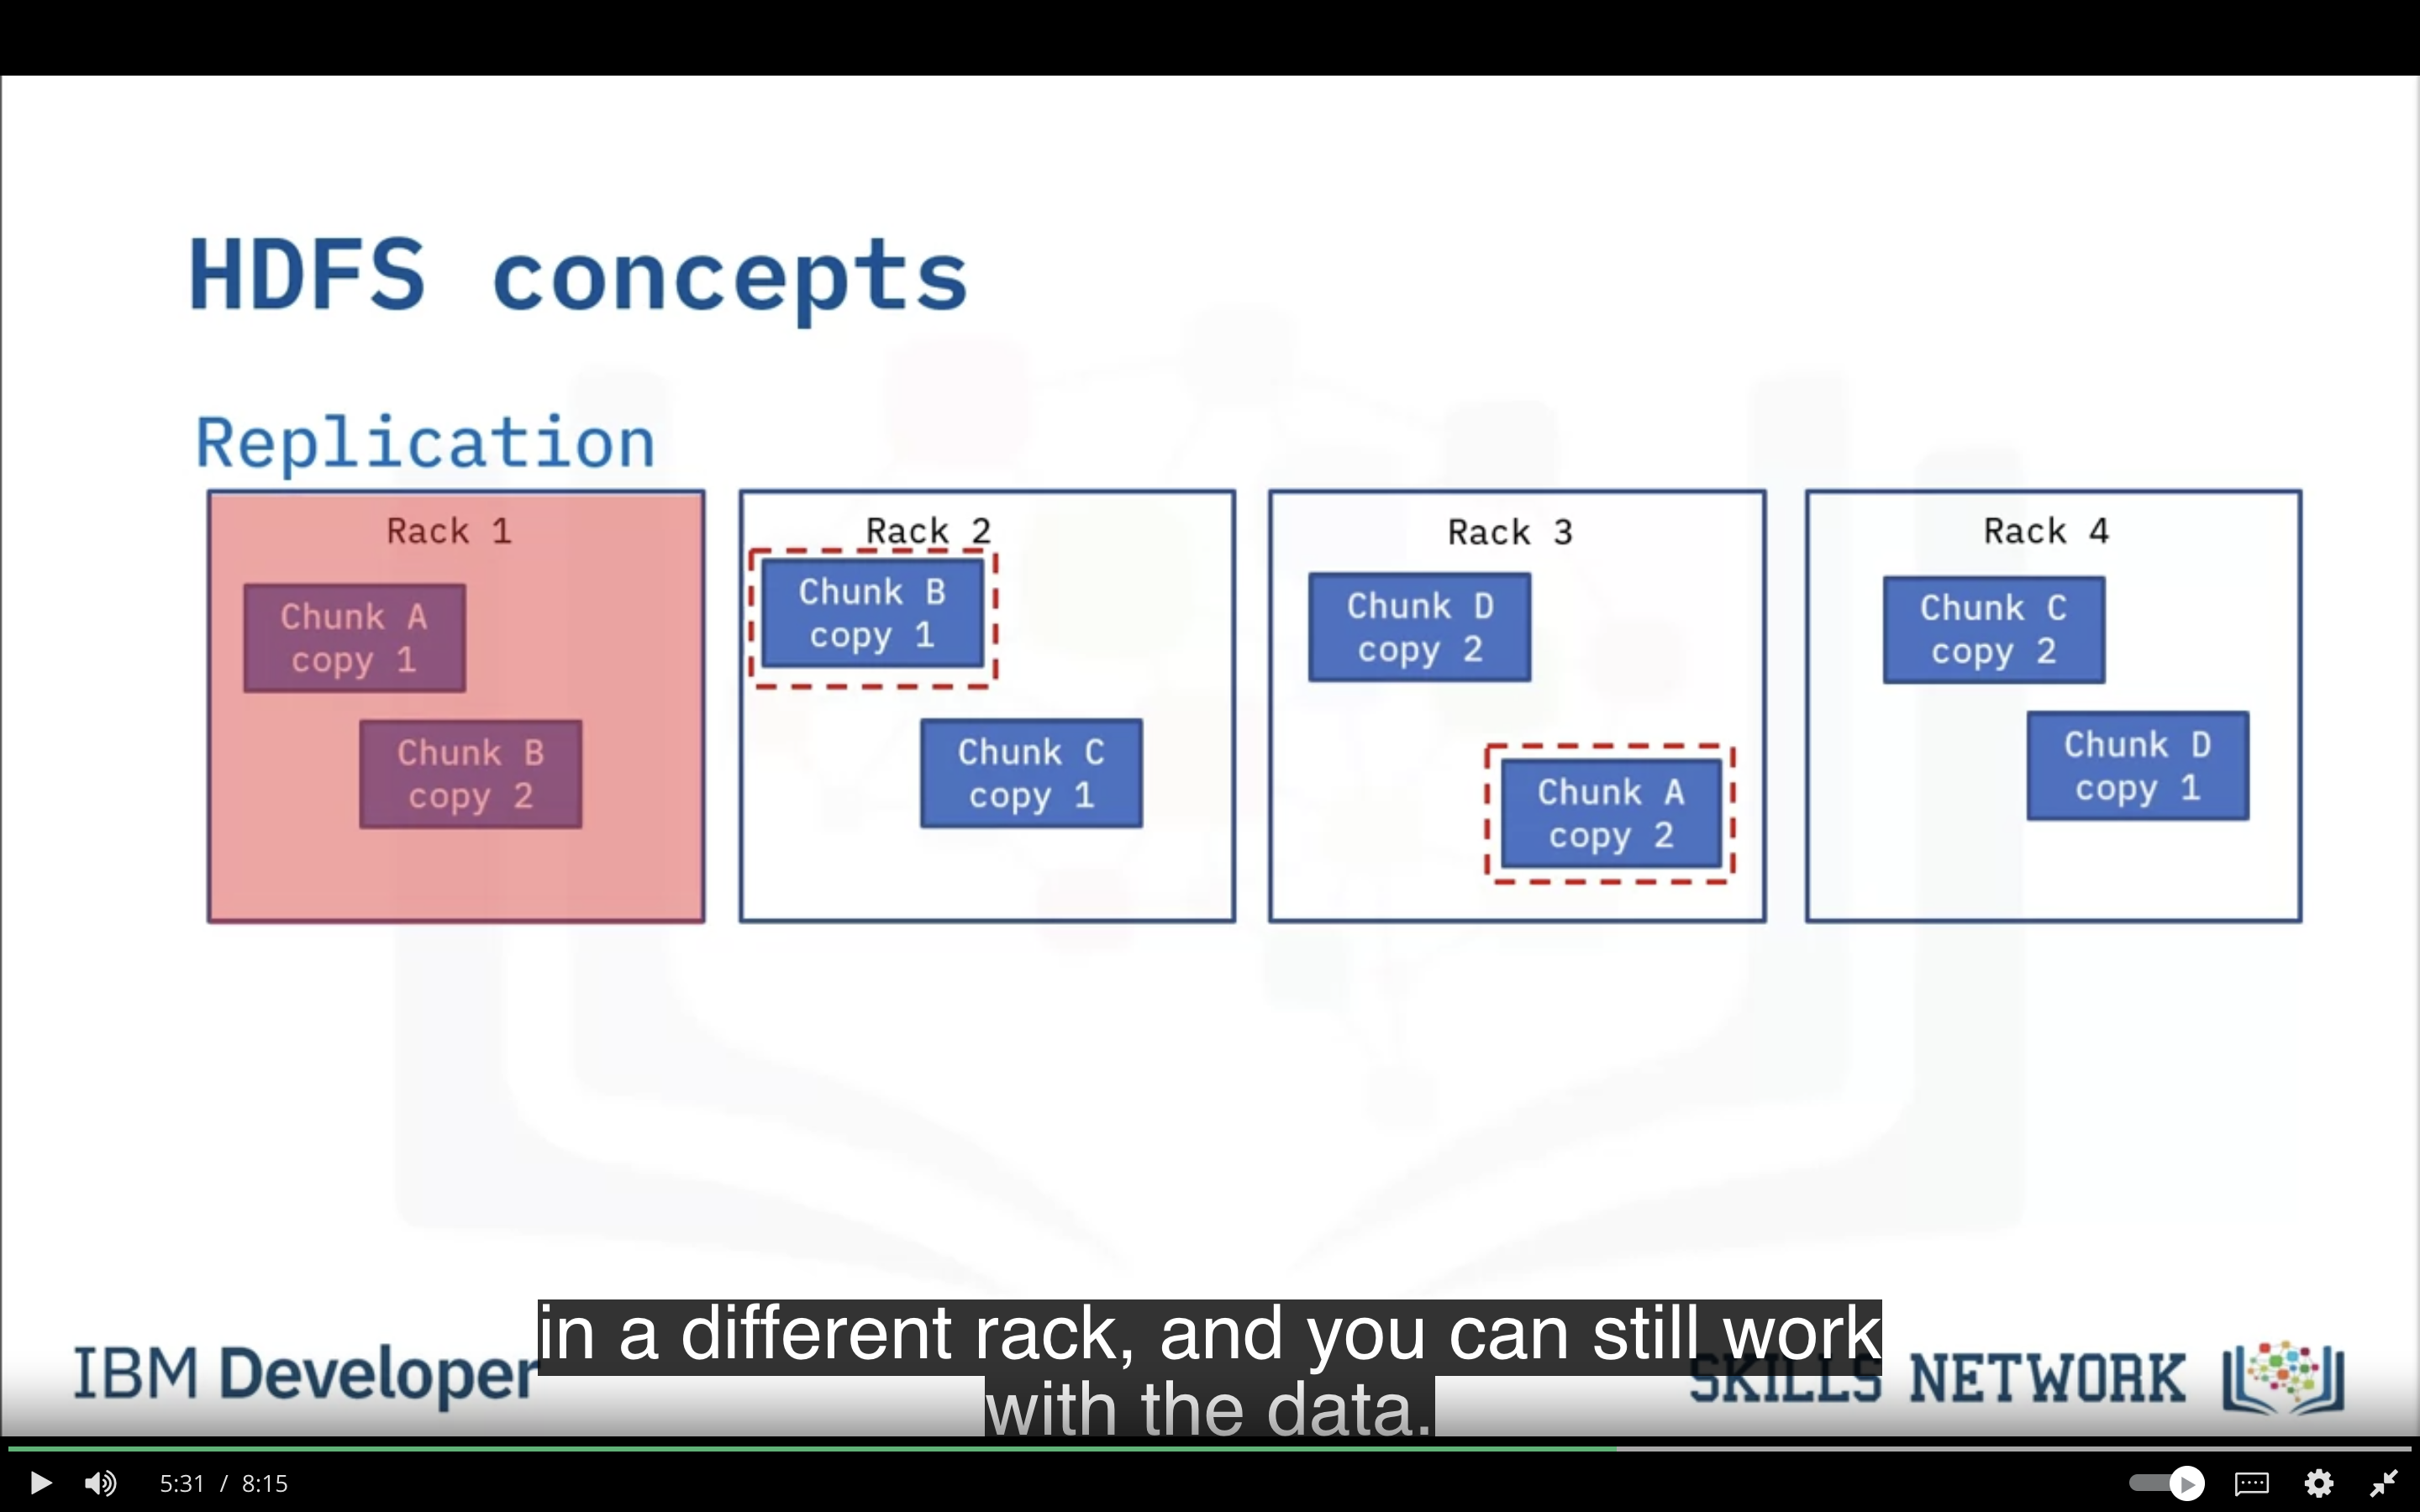 HDFS concepts
Replication
Rack 1
Chunk A
copy 1
Chunk B
copy 2
Rack 2
Chunk B
copy 1
Chunk C
copy 1
Rack 3
Chunk D
copy 2
Chunk A
copy 2
Rack 4
Chunk C
copy 2
Chunk D
copy 1
in a different rack, and you can still work
with the data.
IBM Developer
SKILLS NETWORK
5:31 / 8:15